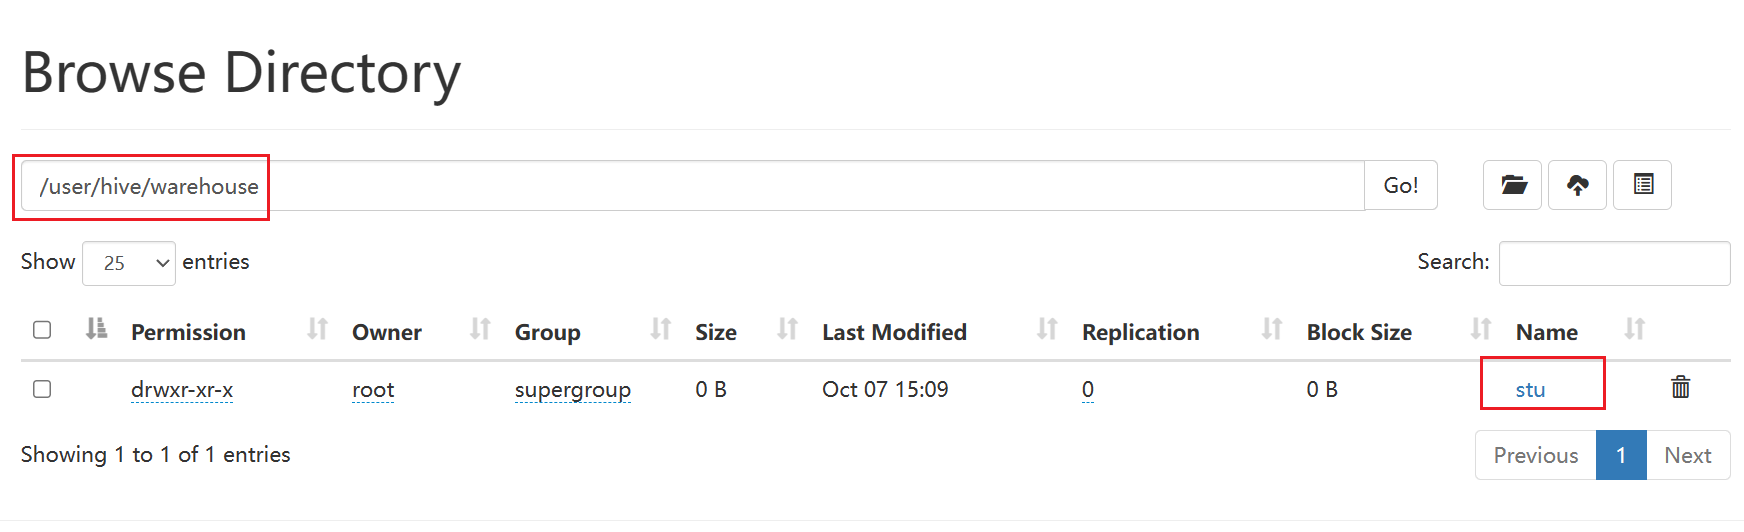 Browse Directory
/user/hive/warehouse Go!
Show 25 entries Search:
Permission Owner Group Size Last Modified Replication Block Size Name
drwxr-xr-x root supergroup 0 B Oct 07 15:09 0 0 B stu
Showing 1 to 1 of 1 entries Previous 1 Next